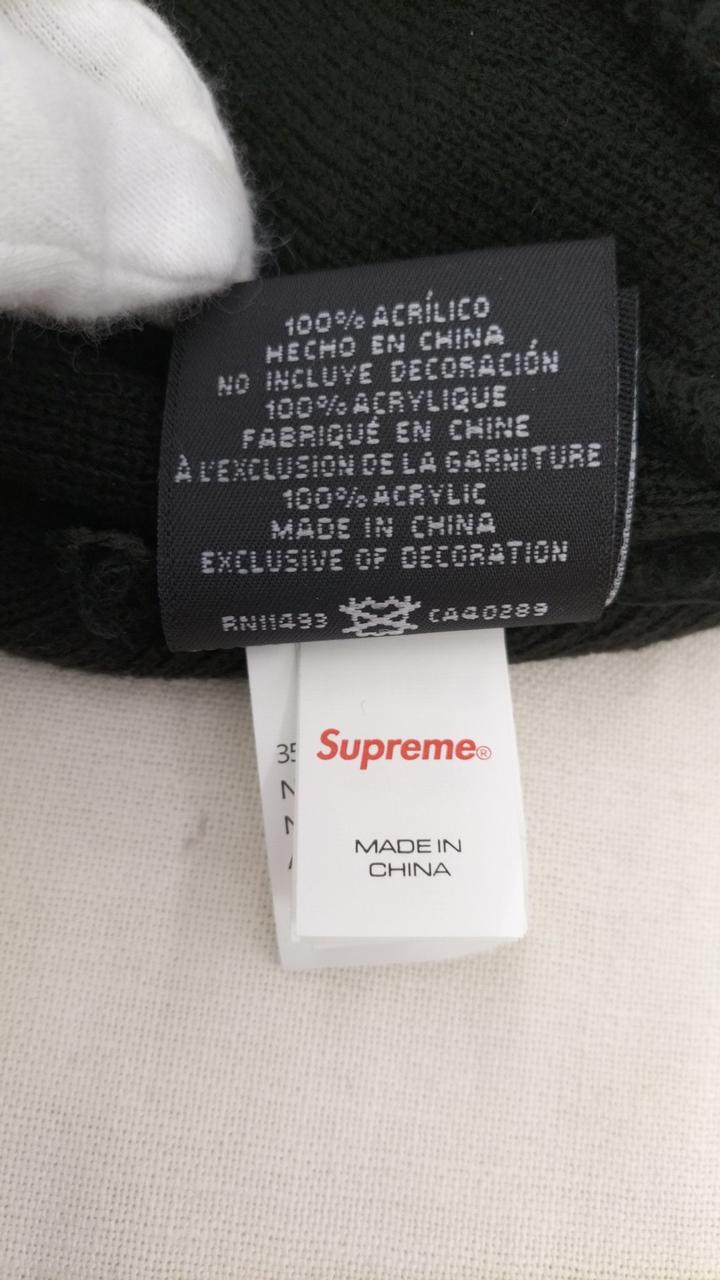 100% ACRÍLICO
HECHO EN CHINA
NO INCLUYE DECORACIÓN
100% ACRYLIQUE
FABRIQUÉ EN CHINE
À L'EXCLUSION DE LA GARNITURE
100% ACRYLIC
MADE IN CHINA
EXCLUSIVE OF DECORATION
RN11493 CA40289
35
Supreme®
MADE IN
CHINA